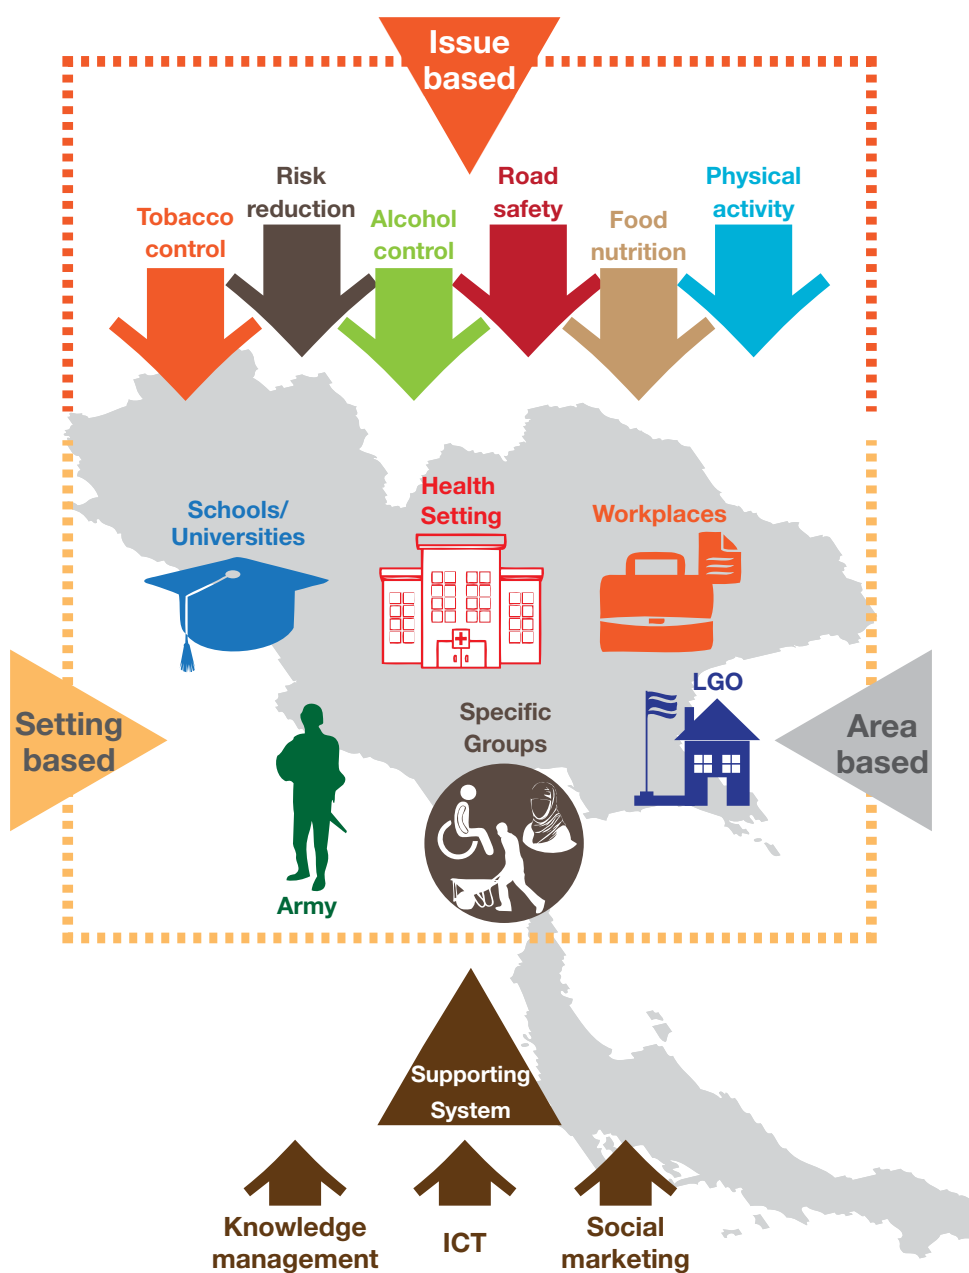 Issue
based
Risk
reduction
Road
safety
Physical
activity
Tobacco
control
Alcohol
control
Food
nutrition
Schools/
Universities
Health
Setting
Workplaces
Setting
based
Specific
Groups
LGO
Area
based
Army
Supporting
System
Knowledge
management
ICT
Social
marketing